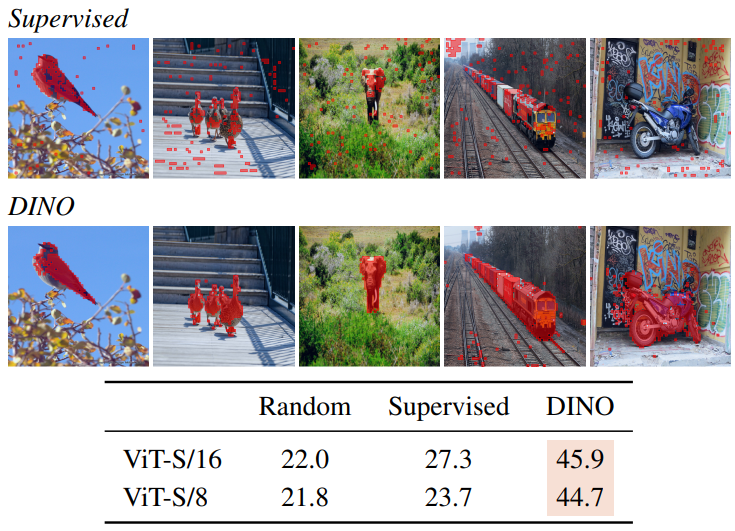 Supervised
DINO
Random Supervised DINO
ViT-S/16 22.0 27.3 45.9
ViT-S/8 21.8 23.7 44.7